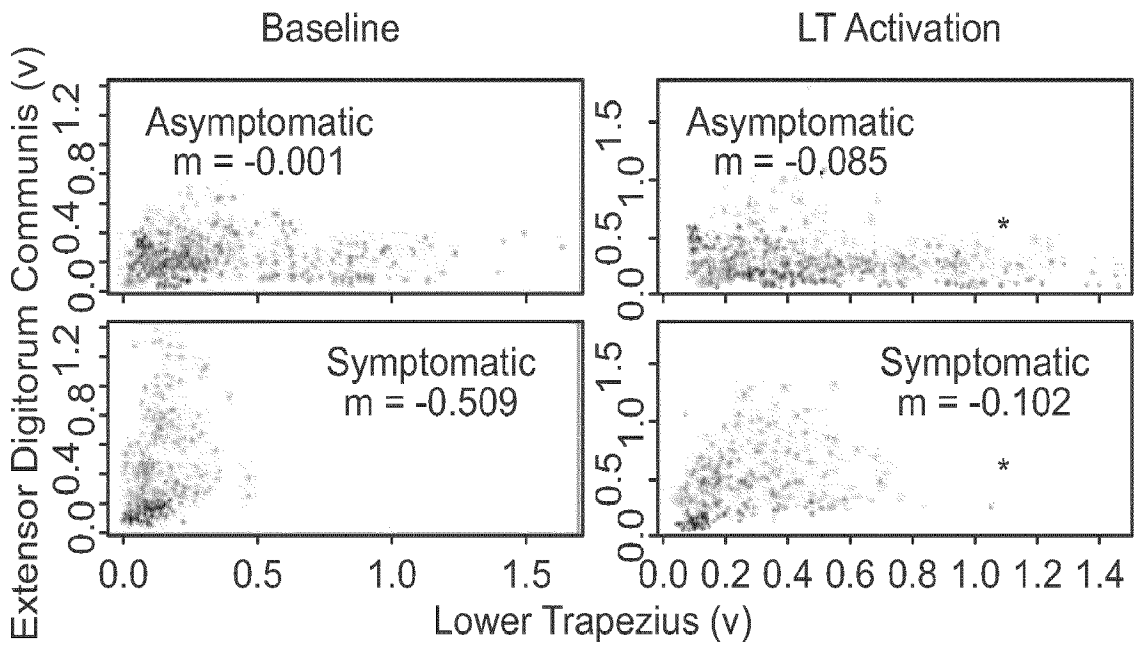 Baseline
LT Activation
Extensor Digitorum Communis (v)
1.2
0.8
0.4
0.0
Asymptomatic
m = -0.001
1.5
1.0
0.5
0.0
Asymptomatic
m = -0.085
*
1.2
0.8
0.4
0.0
Symptomatic
m = -0.509
1.5
1.0
0.5
0.0
Symptomatic
m = -0.102
*
0.0 0.5 1.0 1.5
0.0 0.2 0.4 0.6 0.8 1.0 1.2 1.4
Lower Trapezius (v)